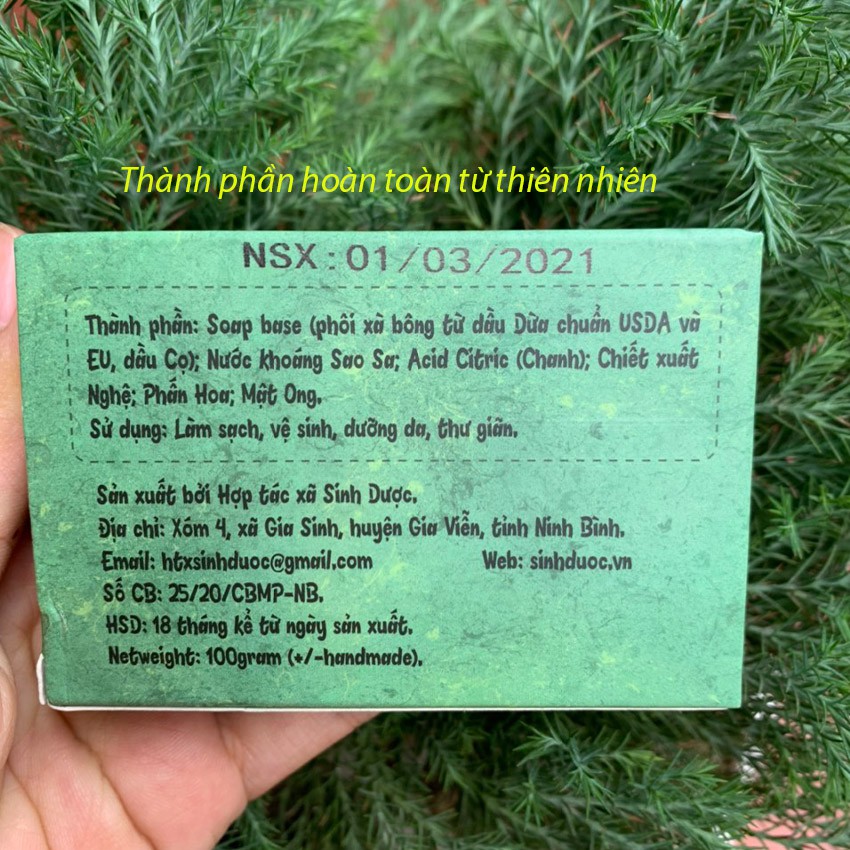 Thành phần hoàn toàn từ thiên nhiên
NSX: 01/03/2021
Thành phần: Soap base (phôi xà bông từ dầu Dừa chuẩn USDA và
EU, dầu Cọ); Nước khoáng Sao Sa; Acid Citric (Chanh); Chiết xuất
Nghệ; Phấn Hoa; Mật Ong.
Sử dụng: Làm sạch, vệ sinh, dưỡng da, thư giãn.
Sản xuất bởi Hợp tác xã Sinh Dược.
Địa chỉ: Xóm 4, xã Gia Sinh, huyện Gia Viễn, tỉnh Ninh Bình.
Email: htxsinhduoc@gmail.com Web: sinhduoc.vn
Số CB: 25/20/CBMP-NB.
HSD: 18 tháng kể từ ngày sản xuất.
Netweight: 100gram (+/-handmade).